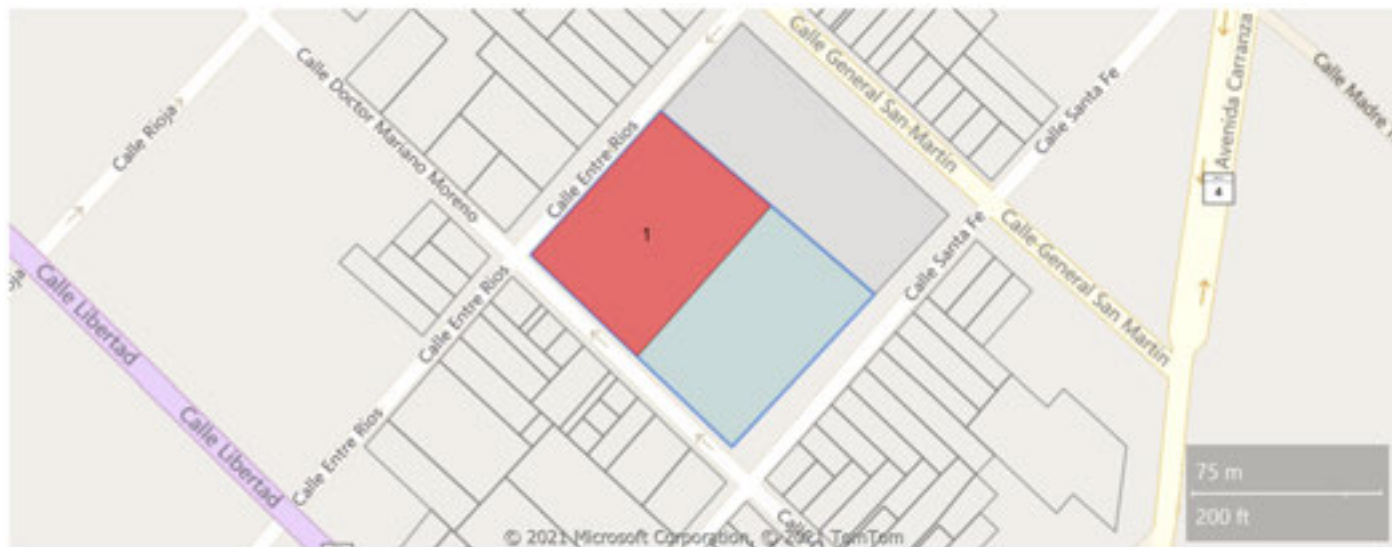 Calle Rioja
Calle Doctor Mariano Moreno
Calle Entre Rios
Calle General San Martín
Calle Santa Fe
Avenida Carranza
Calle Madre
4
1
Calle Libertad
Calle Entre Rios
Calle Santa Fe
Calle General San Martín
Calle Libertad
Calle Entre Rios
75 m
200 ft
© 2021 Microsoft Corporation, © 2021 TomTom